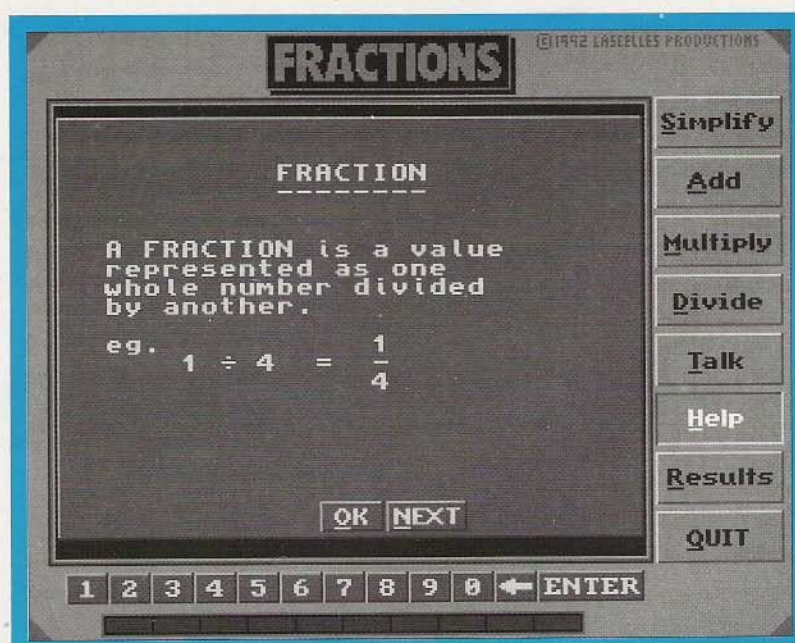 FRACTIONS
©1992 LASCELLES PRODUCTIONS
FRACTION
A FRACTION is a value
represented as one
whole number divided
by another.
eg. 1 ÷ 4 = 1/4
OK NEXT
Simplify
Add
Multiply
Divide
Talk
Help
Results
QUIT
1 2 3 4 5 6 7 8 9 0 ← ENTER